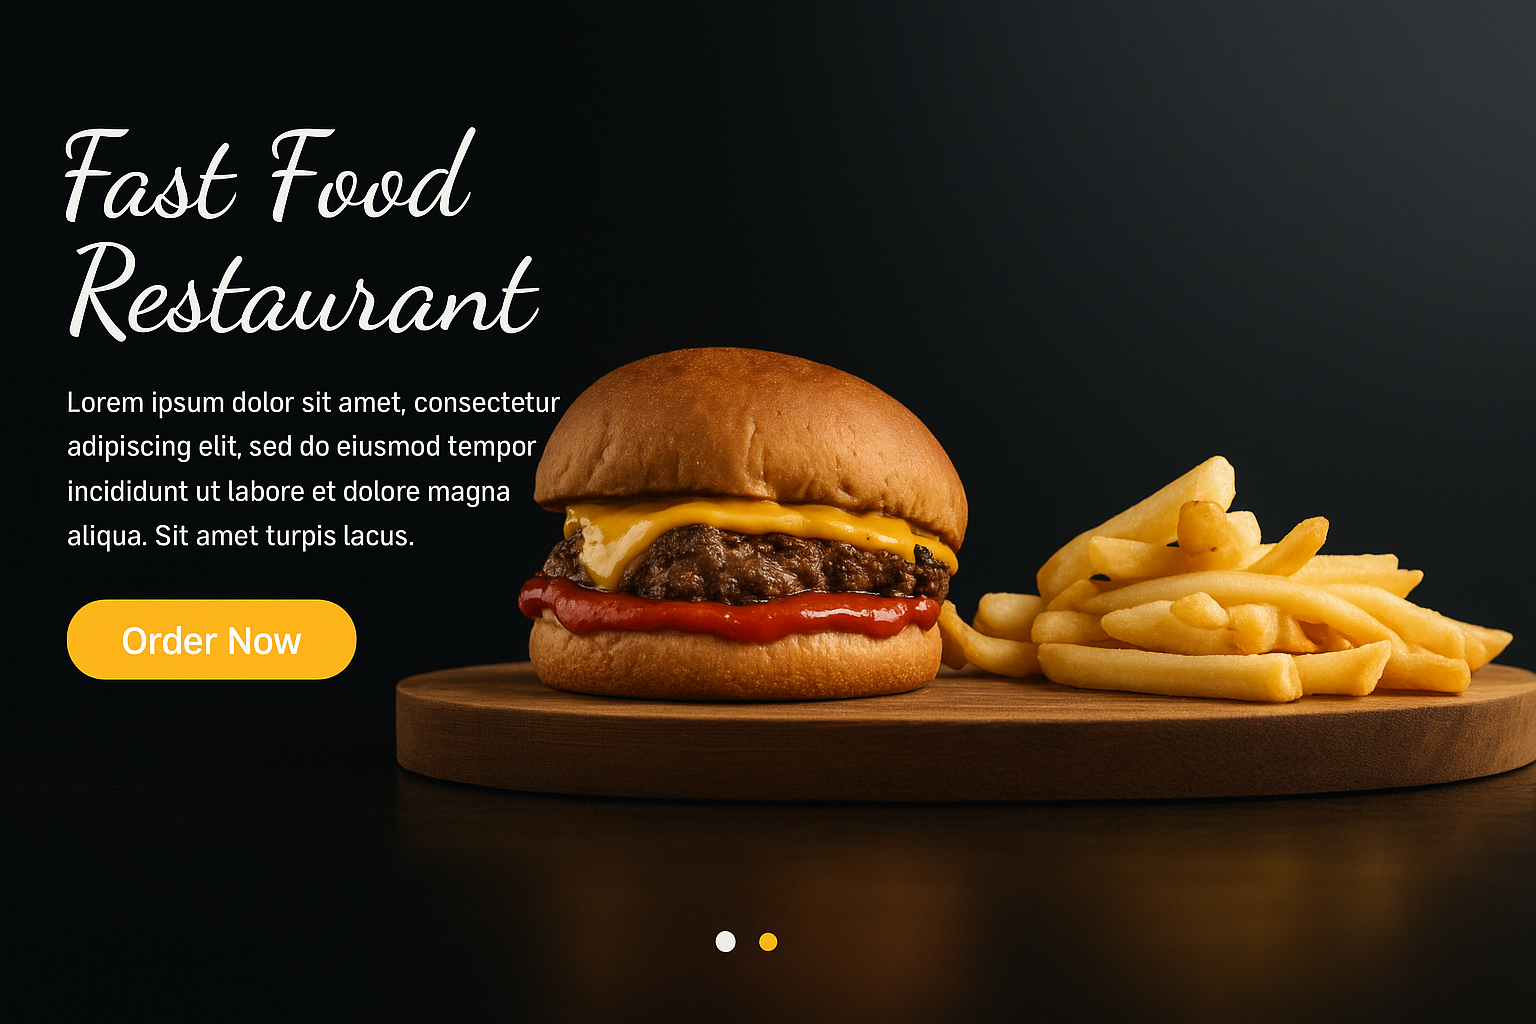 Fast Food
Restaurant
Lorem ipsum dolor sit amet, consectetur
adipiscing elit, sed do eiusmod tempor
incididunt ut labore et dolore magna
aliqua. Sit amet turpis lacus.
Order Now